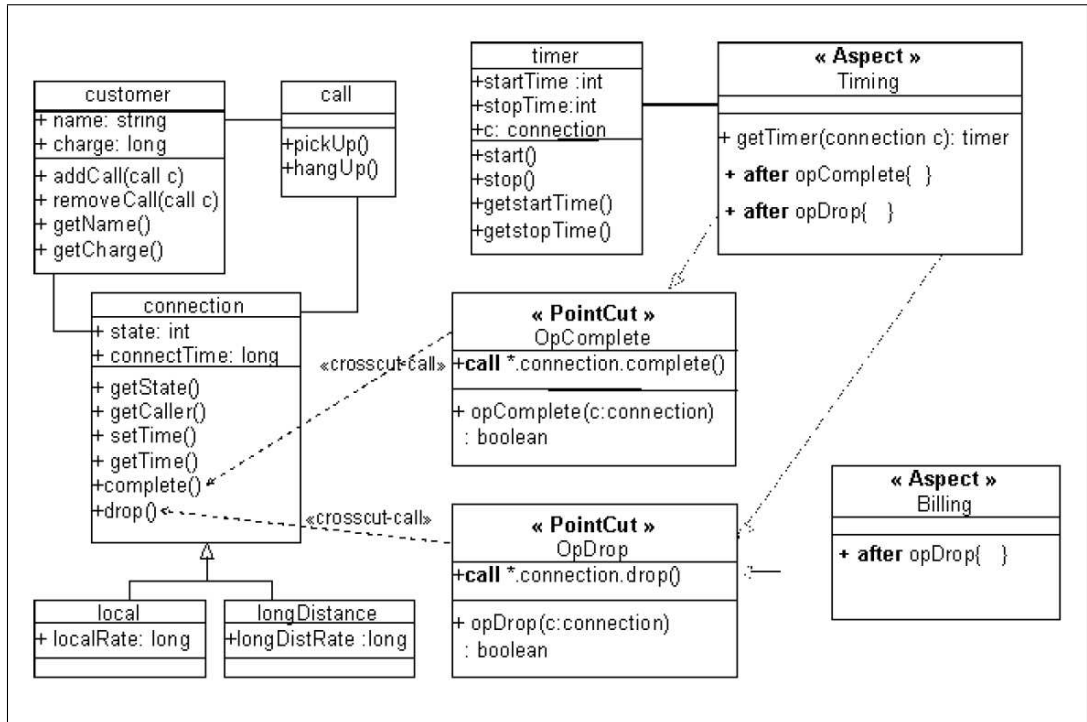 customer
+ name: string
+ charge: long
+ addCall(call c)
+ removeCall(call c)
+ getName()
+ getCharge()
call
+pickUp()
+hangUp()
timer
+startTime :int
+stopTime:int
+c: connection
+start()
+stop()
+getstartTime()
+getstopTime()
« Aspect »
Timing
+ getTimer(connection c): timer
+ after opComplete{ }
+ after opDrop{ }
connection
+ state: int
+ connectTime: long
+ getState()
+ getCaller()
+ setTime()
+ getTime()
+complete()
+drop()
«crosscut-call»
«crosscut-call»
« PointCut »
OpComplete
+call *.connection.complete()
+ opComplete(c:connection)
: boolean
« PointCut »
OpDrop
+call *.connection.drop()
+ opDrop(c:connection)
: boolean
« Aspect »
Billing
+ after opDrop{ }
local
+ localRate: long
longDistance
+longDistRate :long